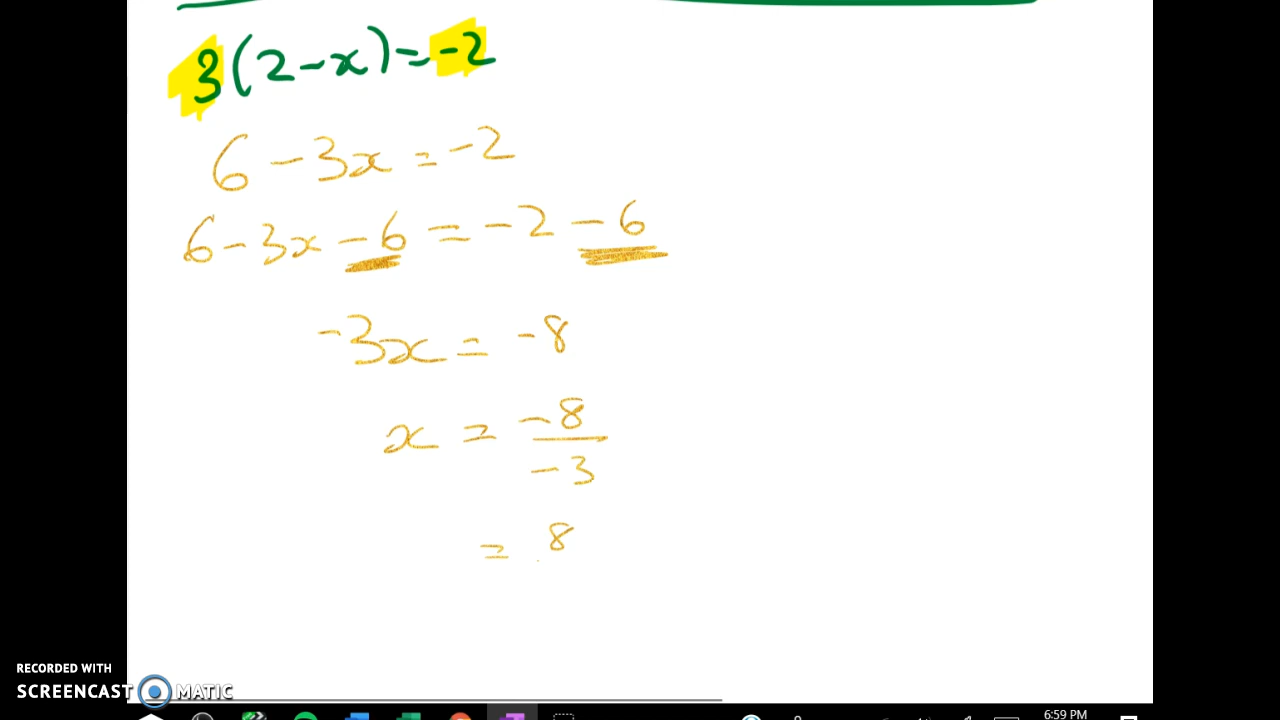 3(2-x)=-2
6-3x=-2
6-3x-6=-2-6
-3x=-8
x=-8/-3
=8
RECORDED WITH
SCREENCAST MATIC
6:59 PM